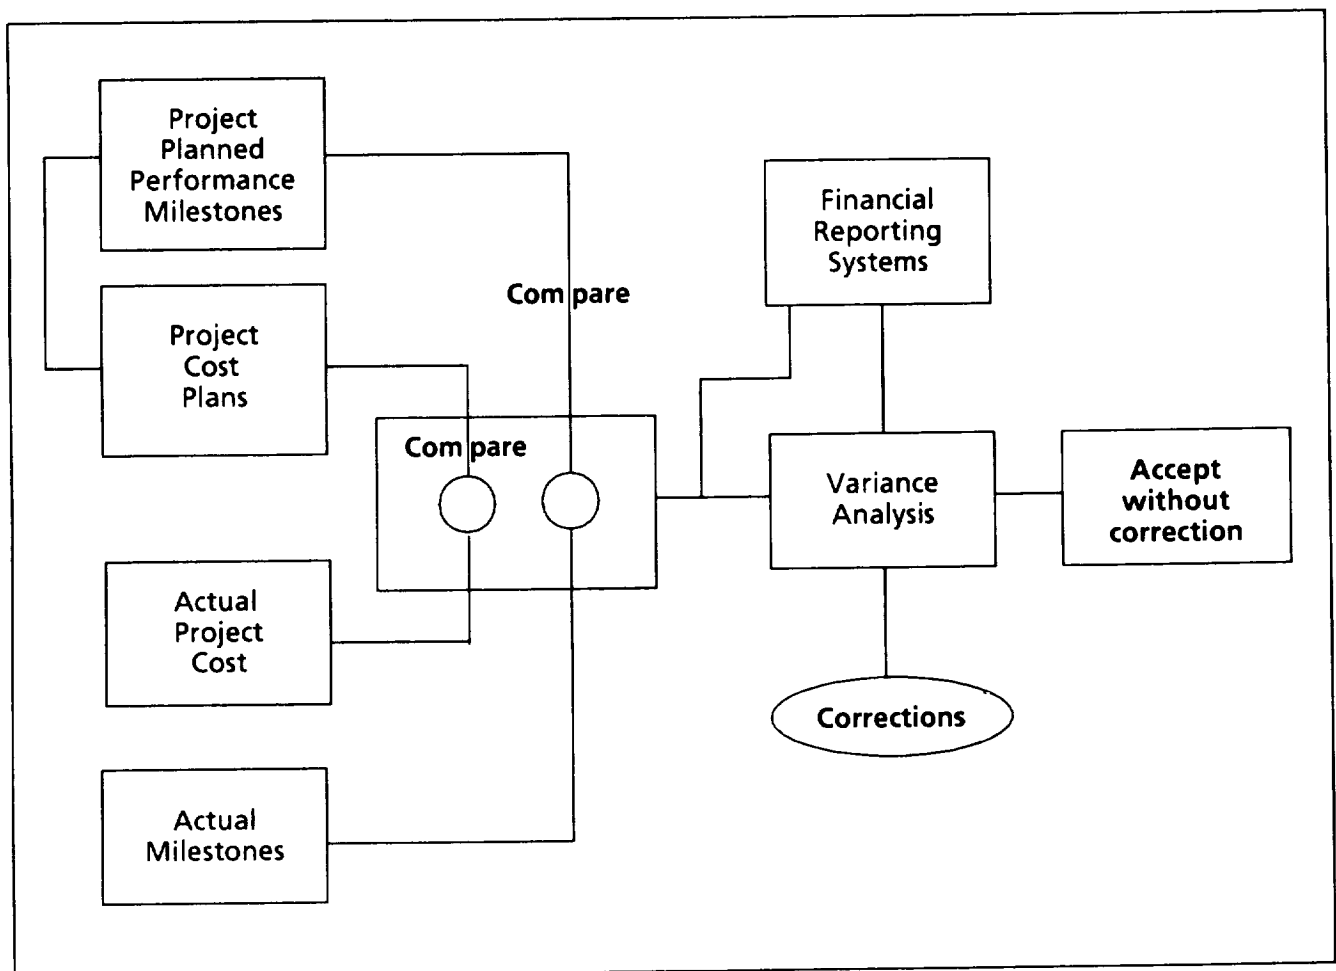 Project
Planned
Performance
Milestones
Project
Cost
Plans
Compare
Compare
Actual
Project
Cost
Actual
Milestones
Financial
Reporting
Systems
Variance
Analysis
Accept
without
correction
Corrections